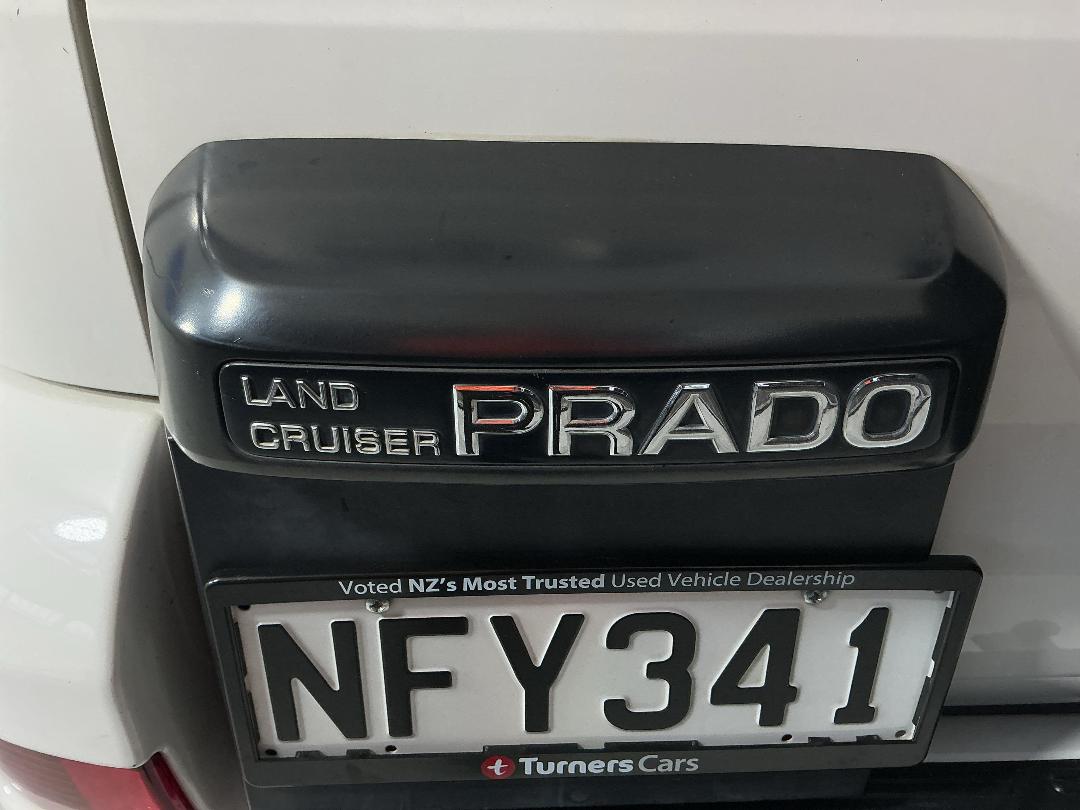 LAND
CRUISER
PRADO
Voted NZ's Most Trusted Used Vehicle Dealership
NFY341
t Turners Cars